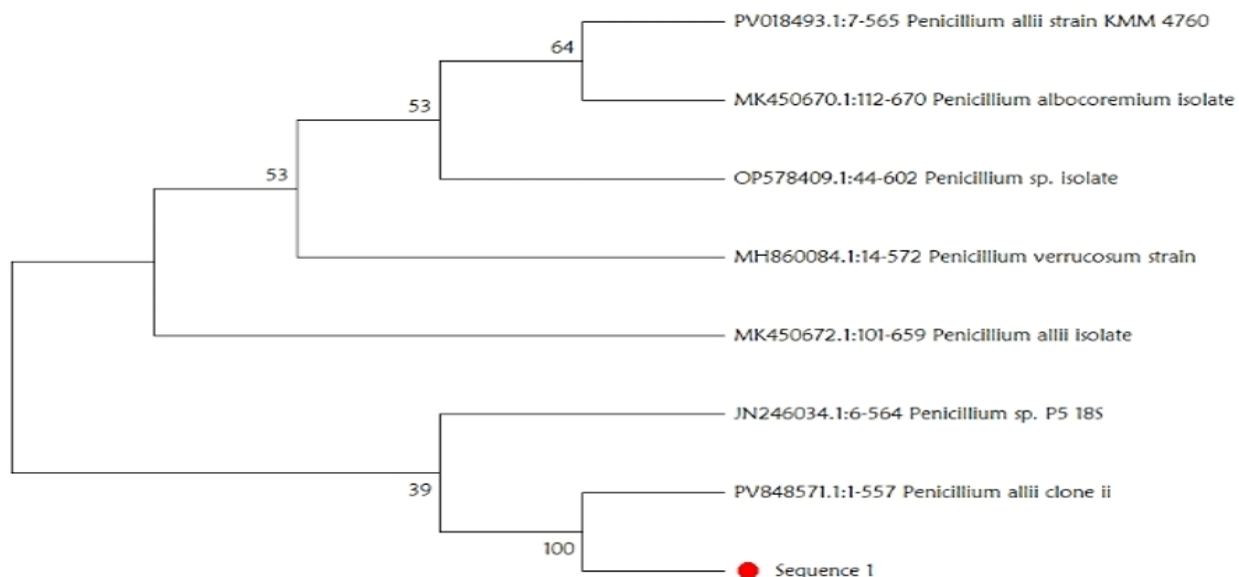 PV018493.1:7-565 Penicillium allii strain KMM 4760
64
MK450670.1:112-670 Penicillium albocoremium isolate
53
OP578409.1:44-602 Penicillium sp. isolate
53
MH860084.1:14-572 Penicillium verrucosum strain
MK450672.1:101-659 Penicillium allii isolate
JN246034.1:6-564 Penicillium sp. P5 18S
39
PV848571.1:1-557 Penicillium allii clone ii
100
Sequence 1